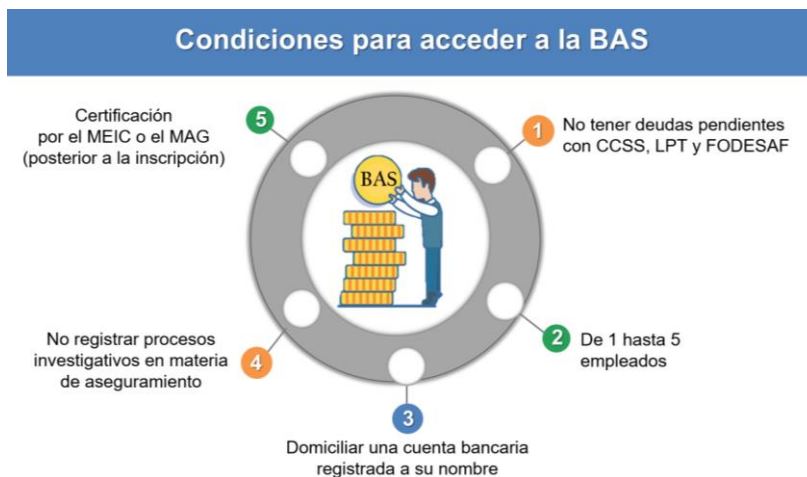 Condiciones para acceder a la BAS
1
No tener deudas pendientes
con CCSS, LPT y FODESAF
2
De 1 hasta 5
empleados
3
Domiciliar una cuenta bancaria
registrada a su nombre
4
No registrar procesos
investigativos en materia
de aseguramiento
5
Certificación
por el MEIC o el MAG
(posterior a la inscripción)
BAS